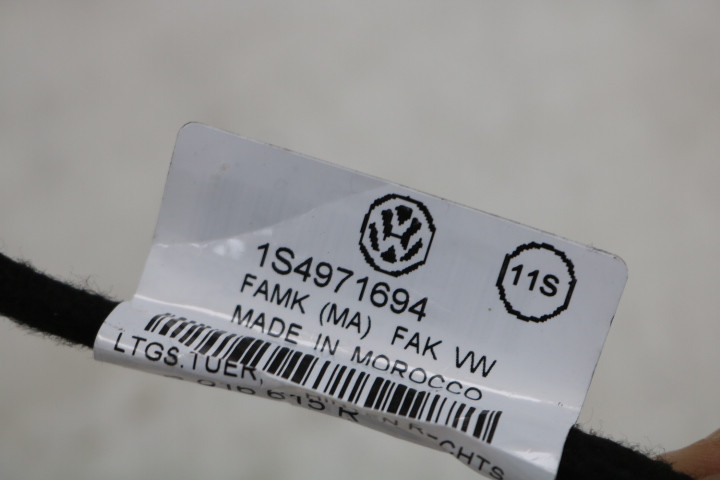 1S4971694
11S
FAMK (MA) FAK VW
MADE IN MOROCCO
LTGS.TUER,